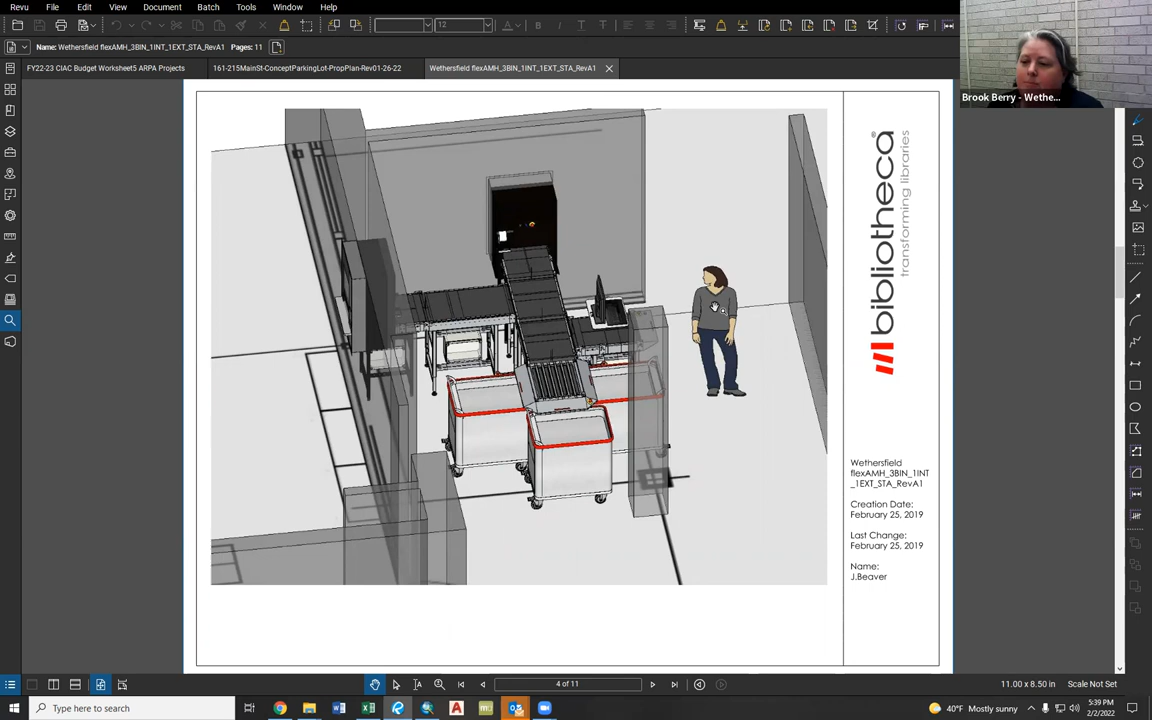 Revu File Edit View Document Batch Tools Window Help
12
Name: Wethersfield flexAMH_3BIN_1INT_1EXT_STA_RevA1 Pages: 11
FY22-23 CIAC Budget Worksheet5 ARPA Projects
161-215MainSt-ConceptParkingLot-PropPlan-Rev01-26-22
Wethersfield flexAMH_3BIN_1INT_1EXT_STA_RevA1
Brook Berry - Wethe...
bibliotheca®
transforming libraries
Wethersfield
flexAMH_3BIN_1INT
_1EXT_STA_RevA1
Creation Date:
February 25, 2019
Last Change:
February 25, 2019
Name:
J.Beaver
4 of 11
11.00 x 8.50 in
Scale Not Set
Type here to search
40°F Mostly sunny
5:39 PM
2/2/2022